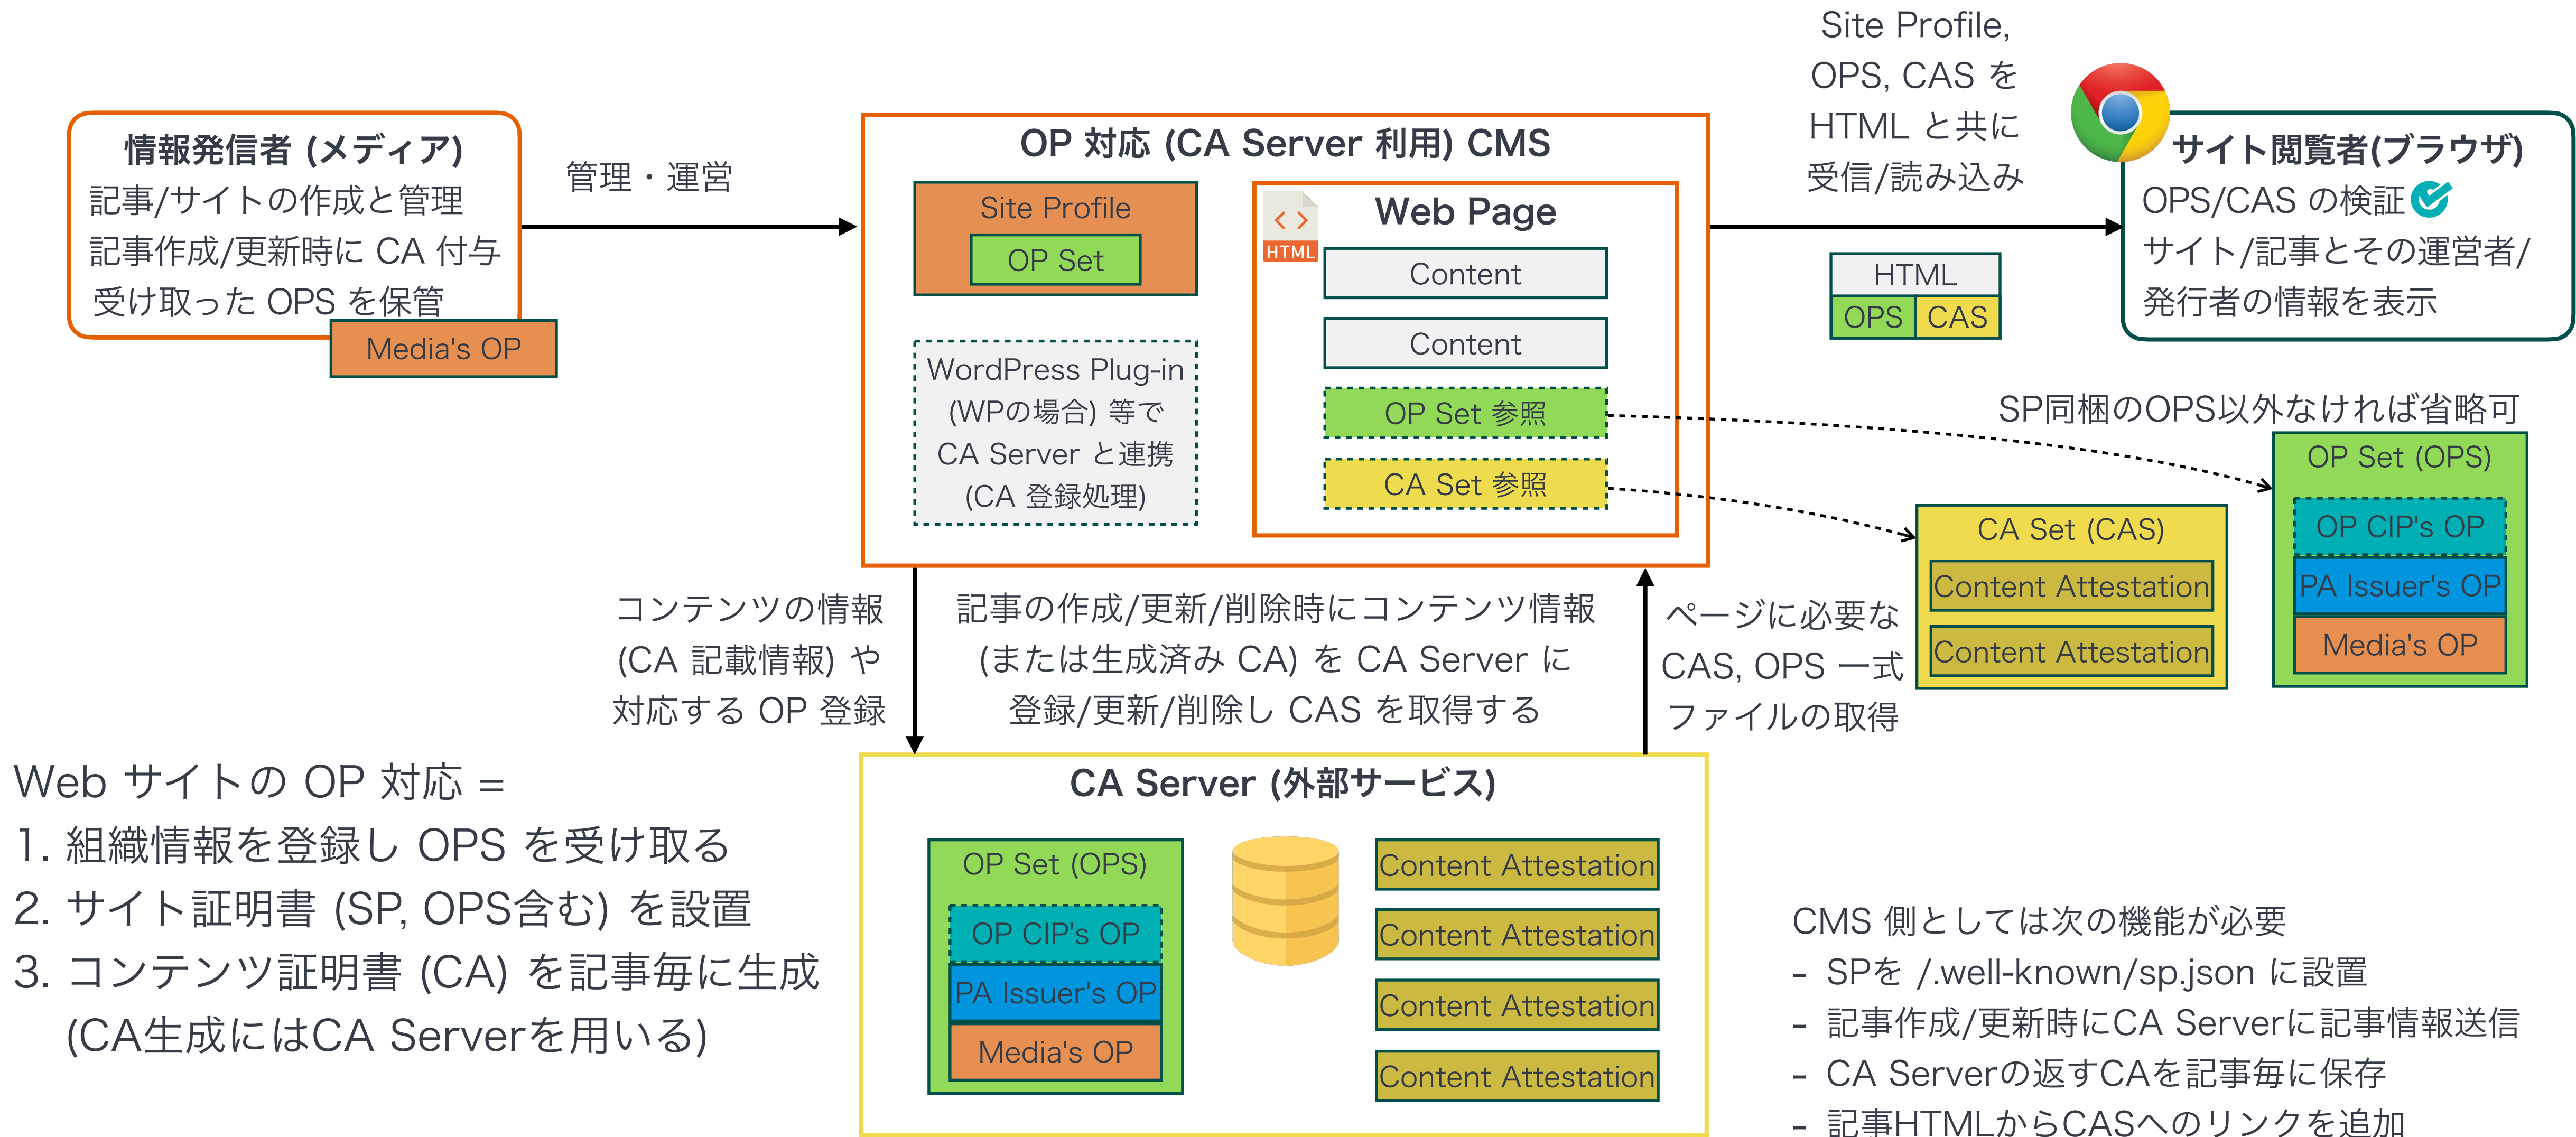 情報発信者 (メディア)
記事/サイトの作成と管理
記事作成/更新時に CA 付与
受け取った OPS を保管
Media's OP
管理・運営
OP 対応 (CA Server 利用) CMS
Site Profile
OP Set
WordPress Plug-in
(WPの場合) 等で
CA Server と連携
(CA 登録処理)
HTML
Web Page
Content
Content
OP Set 参照
CA Set 参照
Site Profile,
OPS, CAS を
HTML と共に
受信/読み込み
HTML
OPS
CAS
サイト閲覧者(ブラウザ)
OPS/CAS の検証
サイト/記事とその運営者/
発行者の情報を表示
SP同梱のOPS以外なければ省略可
OP Set (OPS)
OP CIP's OP
PA Issuer's OP
Media's OP
CA Set (CAS)
Content Attestation
Content Attestation
コンテンツの情報
(CA 記載情報) や
対応する OP 登録
記事の作成/更新/削除時にコンテンツ情報
(または生成済み CA) を CA Server に
登録/更新/削除し CAS を取得する
ページに必要な
CAS, OPS 一式
ファイルの取得
CA Server (外部サービス)
OP Set (OPS)
OP CIP's OP
PA Issuer's OP
Media's OP
Content Attestation
Content Attestation
Content Attestation
Content Attestation
Web サイトの OP 対応 =
1. 組織情報を登録し OPS を受け取る
2. サイト証明書 (SP, OPS含む) を設置
3. コンテンツ証明書 (CA) を記事毎に生成
(CA生成にはCA Serverを用いる)
CMS 側としては次の機能が必要
- SPを /.well-known/sp.json に設置
- 記事作成/更新時にCA Serverに記事情報送信
- CA Serverの返すCAを記事毎に保存
- 記事HTMLからCASへのリンクを追加